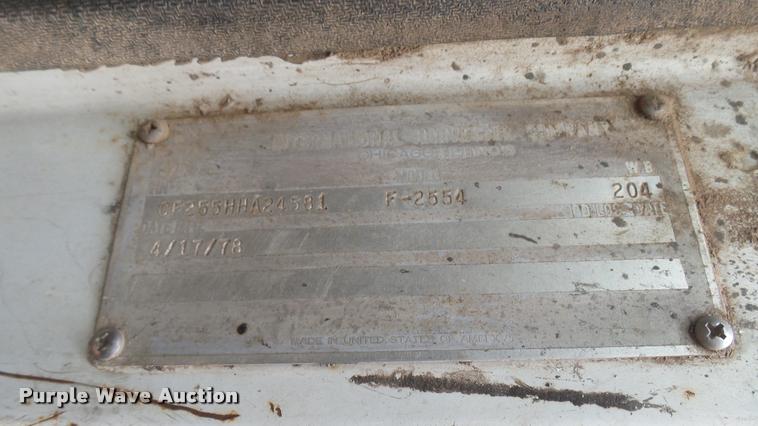 INTERNATIONAL HARVESTER COMPANY
CHICAGO, ILLINOIS
MODEL W/B
CF255HHA24581 F-2554 204
4/17/78
MADE IN UNITED STATES OF AMERICA
Purple Wave Auction